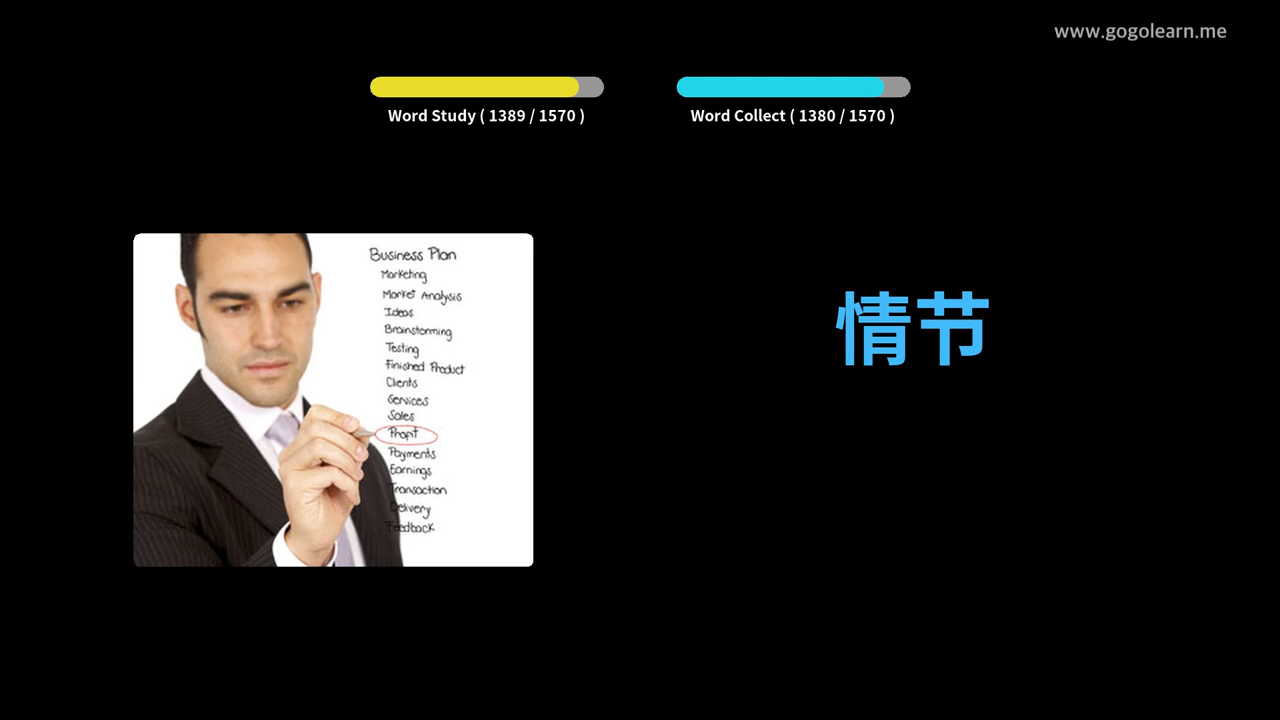 www.gogolearn.me
Word Study ( 1389 / 1570 )
Word Collect ( 1380 / 1570 )
Business Plan
Marketing
Market Analysis
Ideas
Brainstorming
Testing
Finished Product
Clients
Services
Sales
Profit
Payments
Earnings
Transaction
Delivery
Feedback
情节